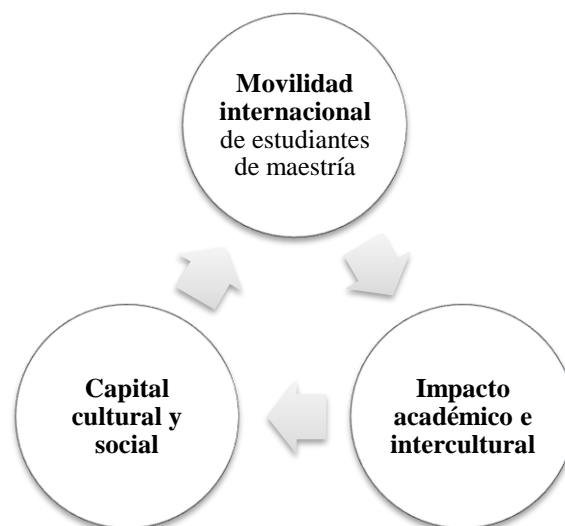 Movilidad
internacional
de estudiantes
de maestría
Capital
cultural y
social
Impacto
académico e
intercultural